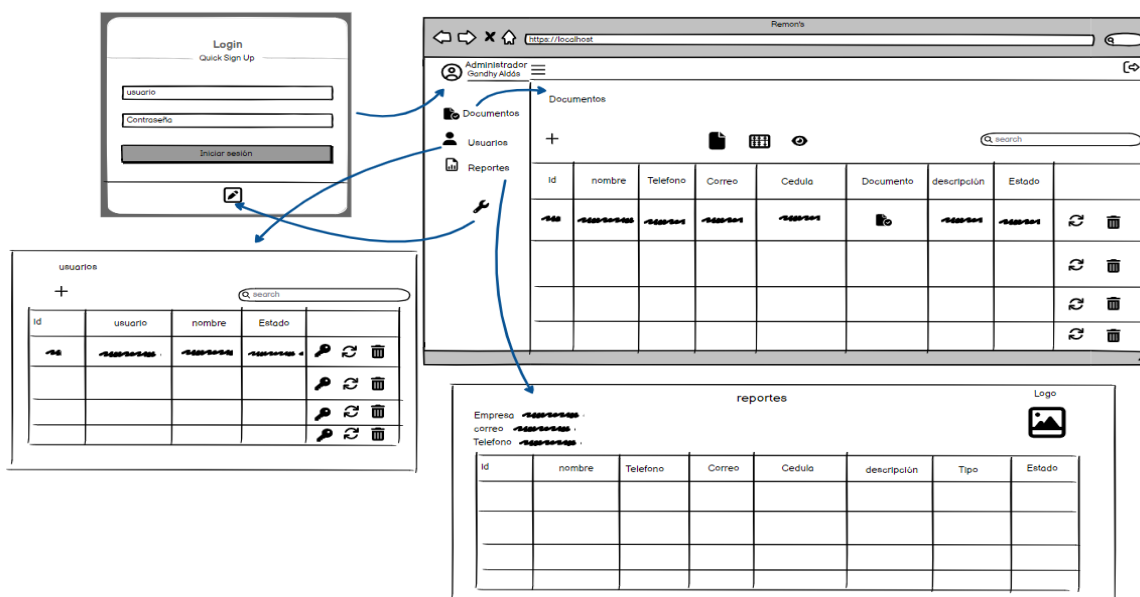 Login
Quick Sign Up
usuario
Contraseña
Iniciar sesión
Remon's
https://localhost
Administrador
Gandhy Aldás
Documentos
Usuarios
Reportes
Documentos
search
Id nombre Telefono Correo Cedula Documento descripción Estado
usuarios
search
Id usuario nombre Estado
reportes
Logo
Empresa
correo
Telefono
Id nombre Telefono Correo Cedula descripción Tipo Estado